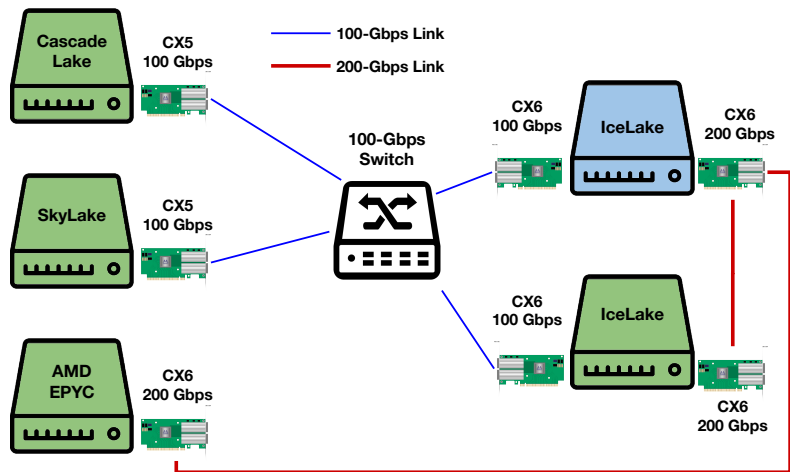 Cascade
Lake
CX5
100 Gbps
100-Gbps Link
200-Gbps Link
100-Gbps
Switch
CX6
100 Gbps
IceLake
CX6
200 Gbps
SkyLake
CX5
100 Gbps
CX6
100 Gbps
IceLake
CX6
200 Gbps
AMD
EPYC
CX6
200 Gbps